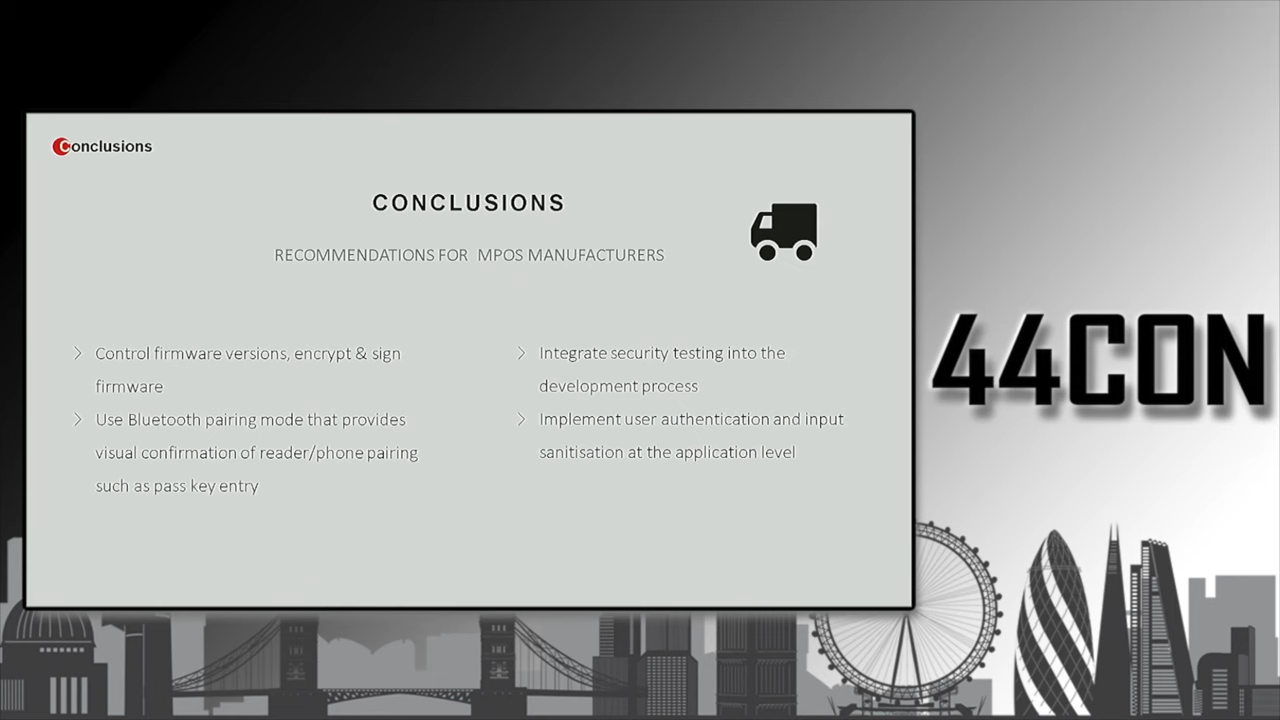 Conclusions
CONCLUSIONS
RECOMMENDATIONS FOR MPOS MANUFACTURERS
Control firmware versions, encrypt & sign
firmware
Use Bluetooth pairing mode that provides
visual confirmation of reader/phone pairing
such as pass key entry
Integrate security testing into the
development process
Implement user authentication and input
sanitisation at the application level
44CON